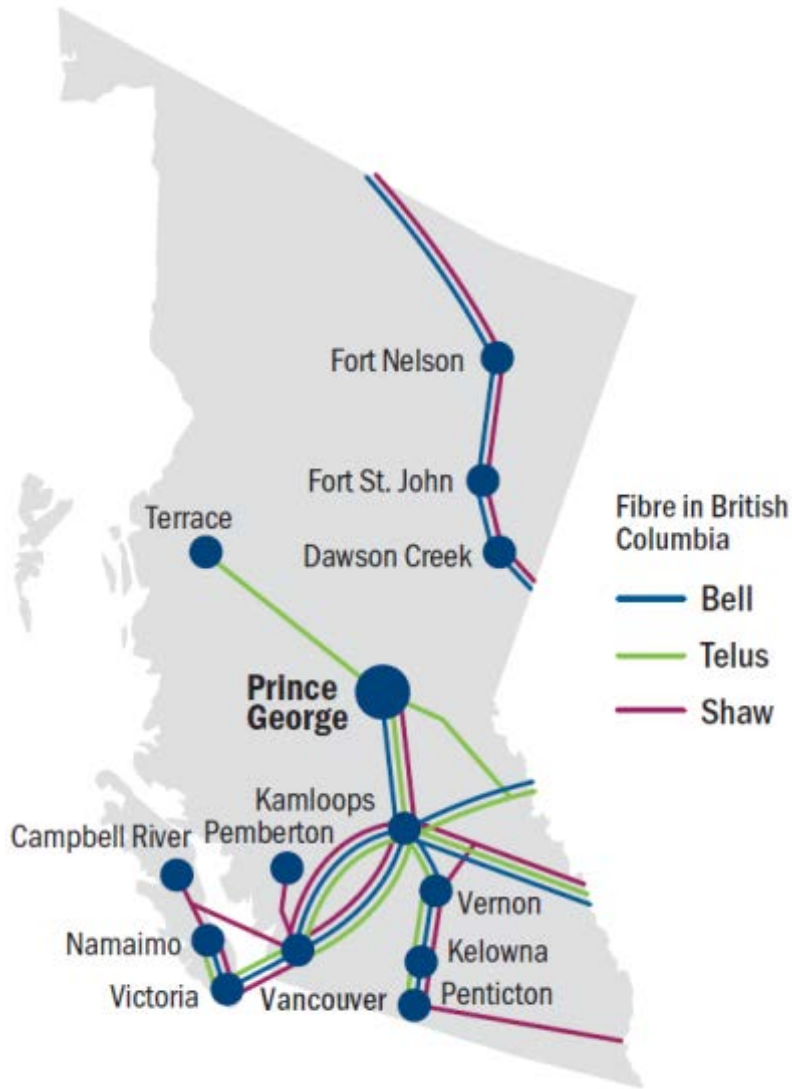 Fort Nelson
Fort St. John
Terrace
Dawson Creek
Fibre in British
Columbia
Bell
Telus
Shaw
Prince
George
Kamloops
Campbell River
Pemberton
Vernon
Namaimo
Kelowna
Victoria
Vancouver
Penticton